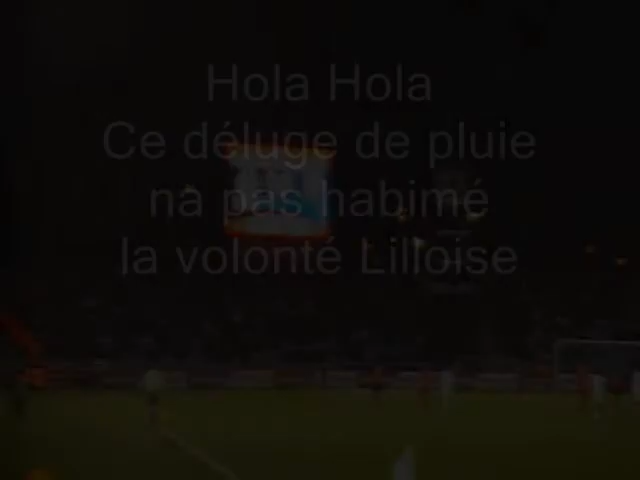 Hola Hola
Ce déluge de pluie
na pas habimé
la volonté Lilloise